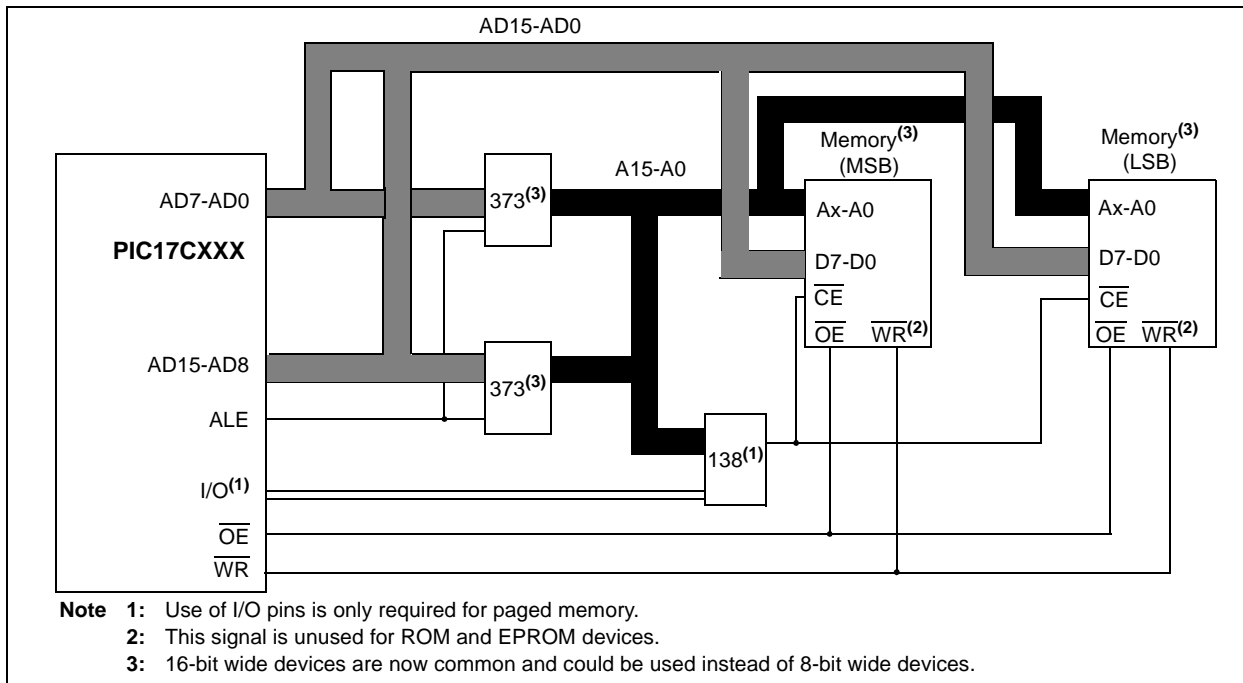 AD15-AD0
PIC17CXXX
AD7-AD0
AD15-AD8
ALE
I/O(1)
OE
WR
373(3)
373(3)
A15-A0
138(1)
Memory(3)
(MSB)
Ax-A0
D7-D0
CE
OE WR(2)
Memory(3)
(LSB)
Ax-A0
D7-D0
CE
OE WR(2)
Note 1: Use of I/O pins is only required for paged memory.
2: This signal is unused for ROM and EPROM devices.
3: 16-bit wide devices are now common and could be used instead of 8-bit wide devices.